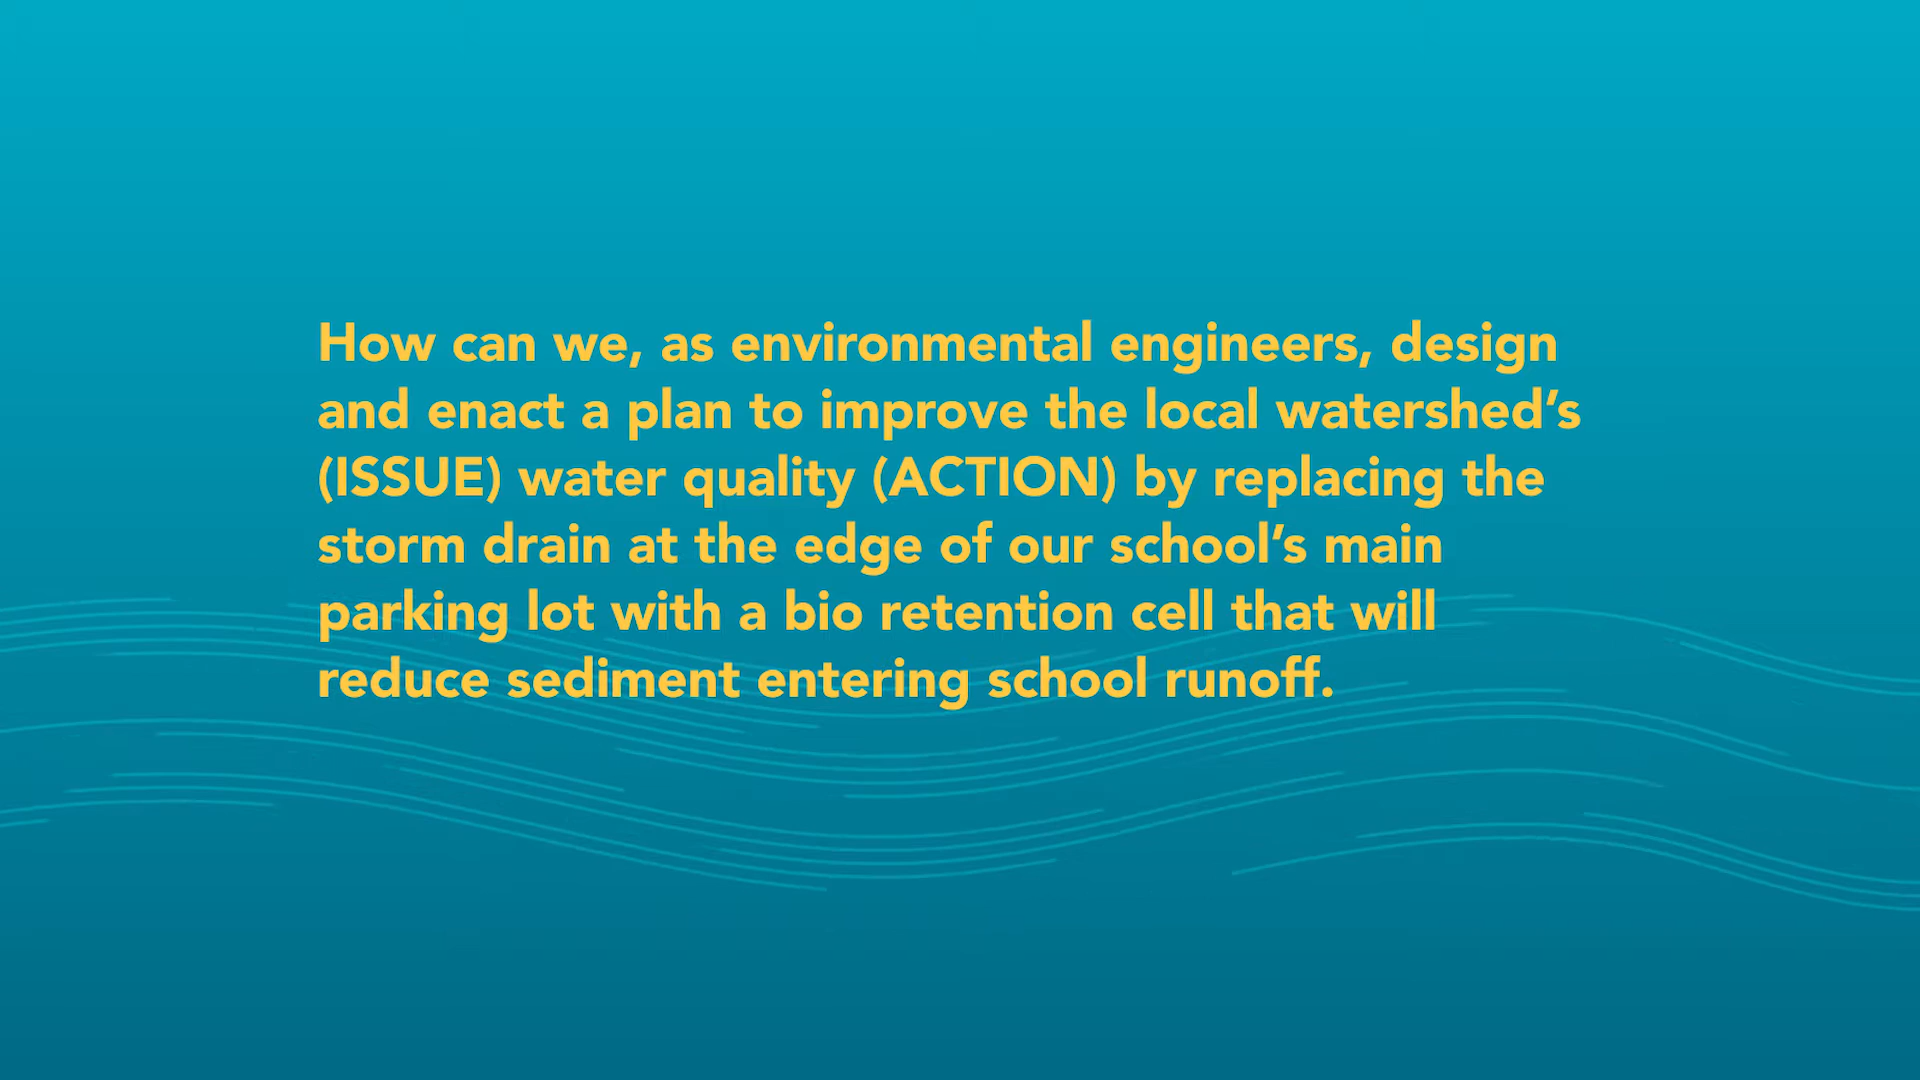 How can we, as environmental engineers, design
and enact a plan to improve the local watershed’s
(ISSUE) water quality (ACTION) by replacing the
storm drain at the edge of our school’s main
parking lot with a bio retention cell that will
reduce sediment entering school runoff.